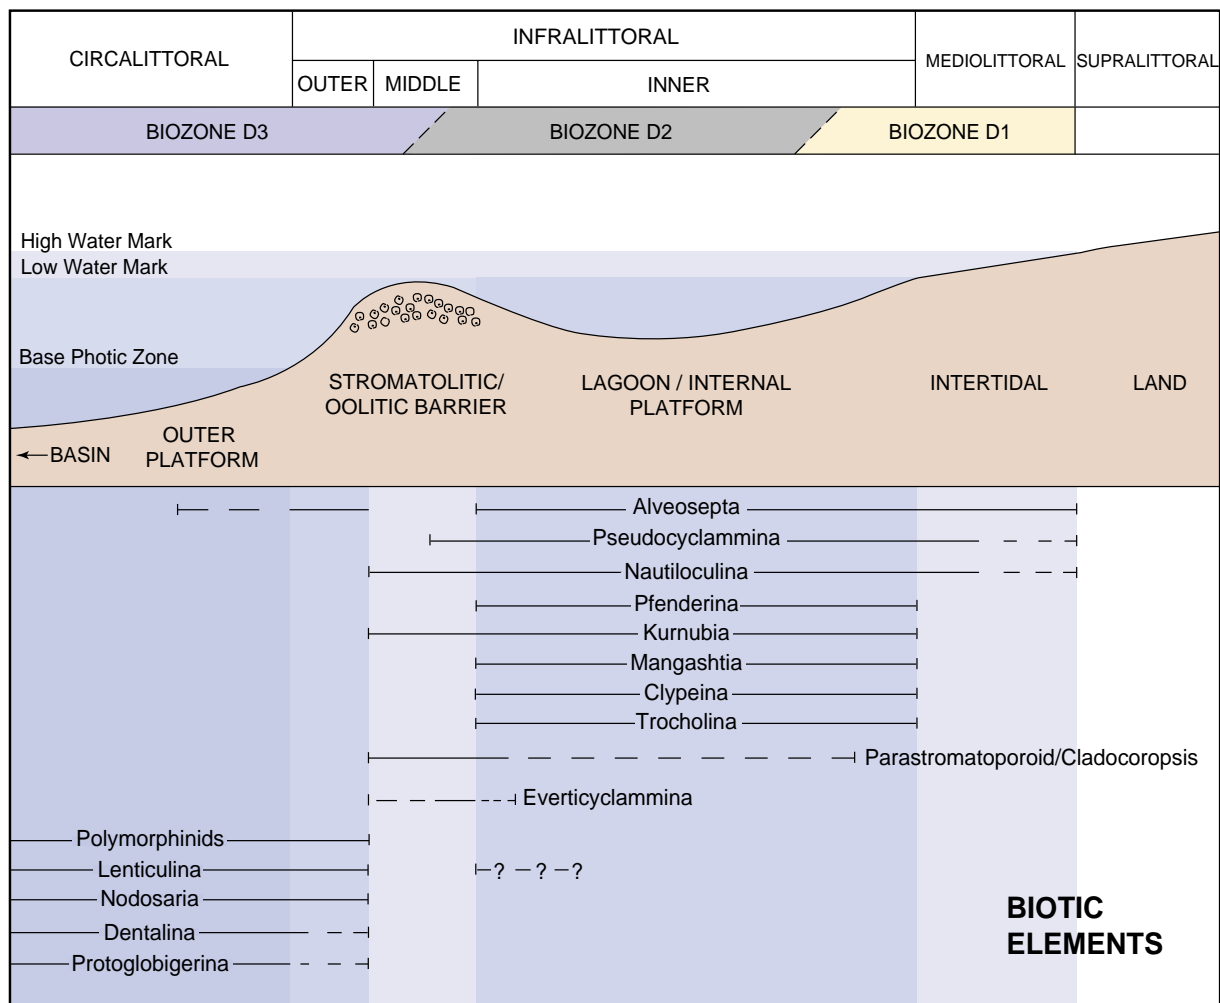 CIRCALITTORAL
INFRALITTORAL
MEDIOLITTORAL
SUPRALITTORAL
OUTER
MIDDLE
INNER
BIOZONE D3
BIOZONE D2
BIOZONE D1
High Water Mark
Low Water Mark
Base Photic Zone
STROMATOLITIC/
OOLITIC BARRIER
LAGOON / INTERNAL
PLATFORM
INTERTIDAL
LAND
OUTER
PLATFORM
BASIN
Alveosepta
Pseudocyclammina
Nautiloculina
Pfenderina
Kurnubia
Mangashtia
Clypeina
Trocholina
Parastromatoporoid/Cladocoropsis
Everticyclammina
Polymorphinids
Lenticulina
? ? ?
Nodosaria
Dentalina
Protoglobigerina
BIOTIC
ELEMENTS